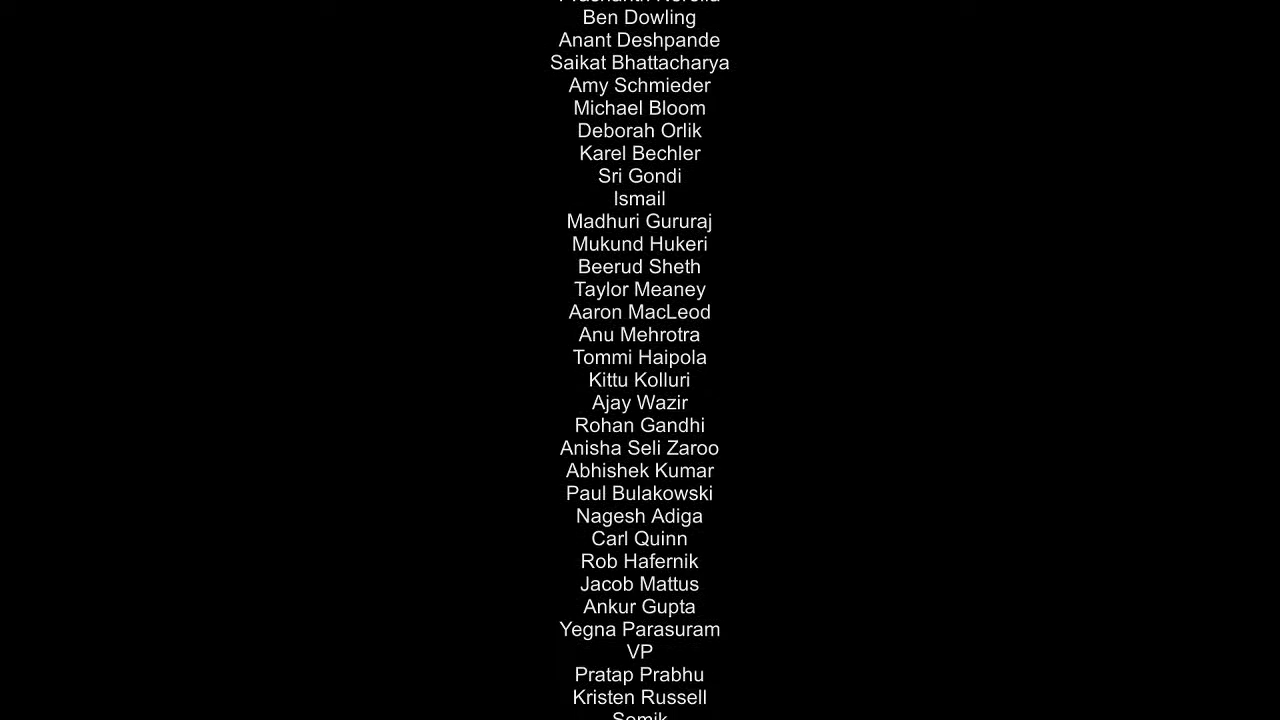 Ben Dowling
Anant Deshpande
Saikat Bhattacharya
Amy Schmieder
Michael Bloom
Deborah Orlik
Karel Bechler
Sri Gondi
Ismail
Madhuri Gururaj
Mukund Hukeri
Beerud Sheth
Taylor Meaney
Aaron MacLeod
Anu Mehrotra
Tommi Haipola
Kittu Kolluri
Ajay Wazir
Rohan Gandhi
Anisha Seli Zaroo
Abhishek Kumar
Paul Bulakowski
Nagesh Adiga
Carl Quinn
Rob Hafernik
Jacob Mattus
Ankur Gupta
Yegna Parasuram
VP
Pratap Prabhu
Kristen Russell